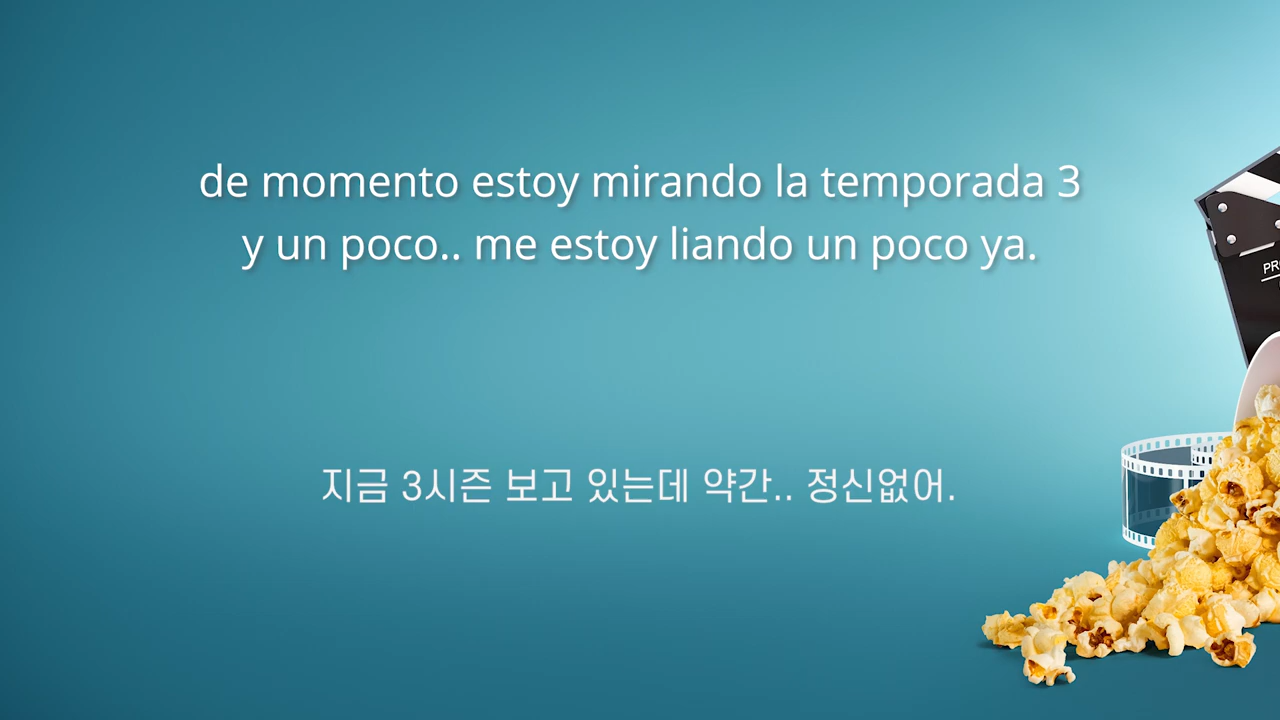 de momento estoy mirando la temporada 3
y un poco.. me estoy liando un poco ya.
지금 3시즌 보고 있는데 약간.. 정신없어.